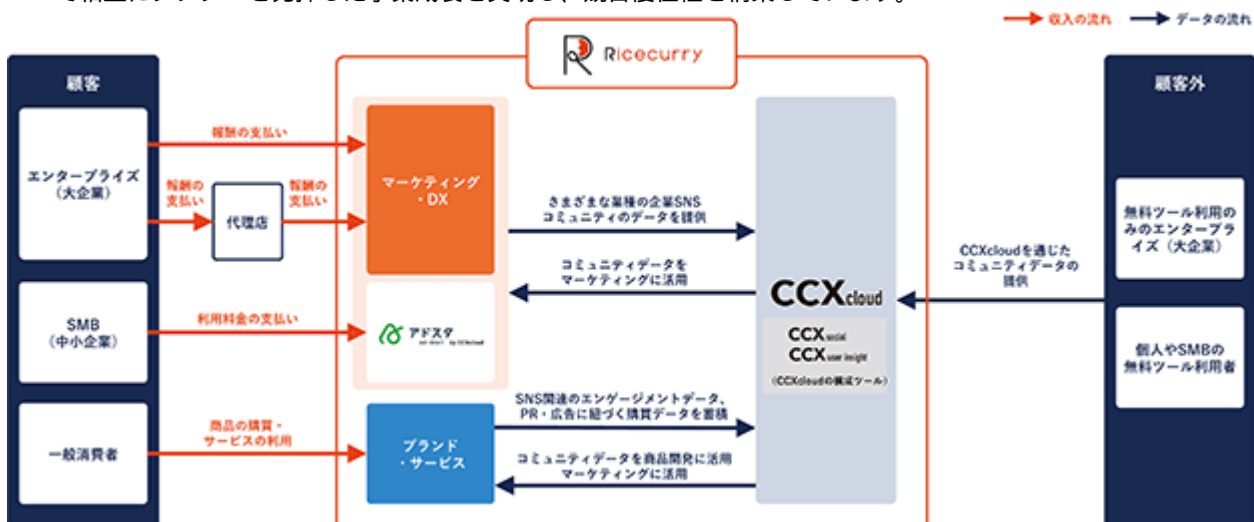 収入の流れ
データの流れ
Ricecurry
顧客
エンタープライズ
(大企業)
SMB
(中小企業)
一般消費者
報酬の支払い
報酬の
支払い
代理店
報酬の
支払い
利用料金の支払い
商品の購買・
サービスの利用
マーケティング
・DX
アドスタ
by CCXcloud
ブランド
・サービス
さまざまな業種の企業SNS
コミュニティのデータを提供
コミュニティデータを
マーケティングに活用
SNS関連のエンゲージメントデータ、
PR・広告に紐づく購買データを蓄積
コミュニティデータを商品開発に活用
マーケティングに活用
CCXcloud
CCX social
CCX user insight
(CCXcloudの構成ツール)
CCXcloudを通じた
コミュニティデータの
提供
顧客外
無料ツール利用の
みのエンタープラ
イズ(大企業)
個人やSMBの
無料ツール利用者